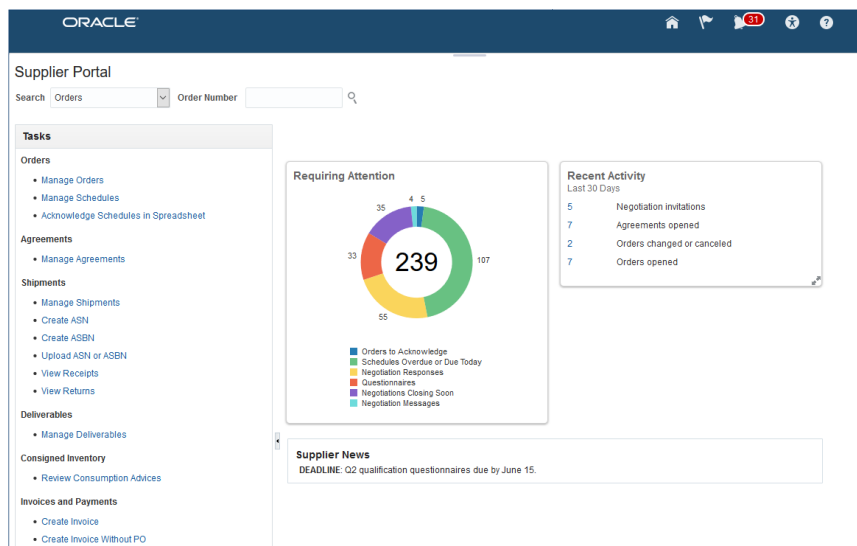 ORACLE
31
?
Supplier Portal
Search Orders Order Number
Tasks
Orders
• Manage Orders
• Manage Schedules
• Acknowledge Schedules in Spreadsheet
Agreements
• Manage Agreements
Shipments
• Manage Shipments
• Create ASN
• Create ASBN
• Upload ASN or ASBN
• View Receipts
• View Returns
Deliverables
• Manage Deliverables
Consigned Inventory
• Review Consumption Advices
Invoices and Payments
• Create Invoice
• Create Invoice Without PO
Requiring Attention
4 5
35
107
33
239
55
Orders to Acknowledge
Schedules Overdue or Due Today
Negotiation Responses
Questionnaires
Negotiations Closing Soon
Negotiation Messages
Recent Activity
Last 30 Days
5 Negotiation invitations
7 Agreements opened
2 Orders changed or canceled
7 Orders opened
Supplier News
DEADLINE: Q2 qualification questionnaires due by June 15.